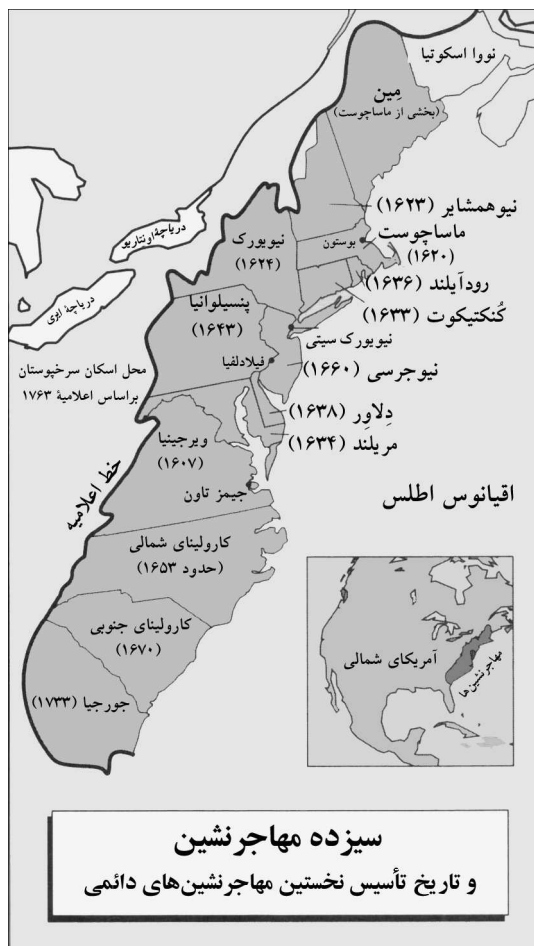 نووا اسکوتیا
مِین
(بخشی از ماساچوست)
نیوهمشایر (۱۶۲۳)
ماساچوست
(۱۶۲۰)
بوستون
رودآیلند (۱۶۳۶)
کُنکتیکوت (۱۶۳۳)
دریاچهٔ اونتاریو
نیویورک
(۱۶۲۴)
دریاچهٔ ایری
پنسیلوانیا
(۱۶۴۳)
نیویورک سیتی
فیلادلفیا
نیوجرسی (۱۶۶۰)
محل اسکان سرخپوستان
براساس اعلامیهٔ ۱۷۶۳
دِلاوِر (۱۶۳۸)
مریلند (۱۶۳۴)
ویرجینیا
(۱۶۰۷)
جیمز تاون
خط اعلامیه
اقیانوس اطلس
کارولینای شمالی
(حدود ۱۶۵۳)
کارولینای جنوبی
(۱۶۷۰)
جورجیا (۱۷۳۳)
آمریکای شمالی
مهاجرنشین‌ها
سیزده مهاجرنشین
و تاریخ تأسیس نخستین مهاجرنشین‌های دائمی